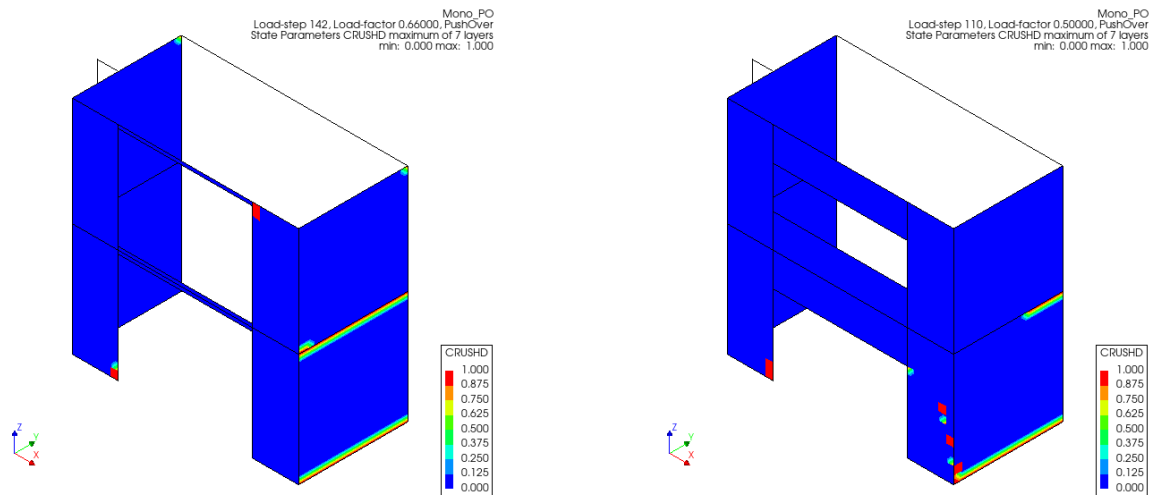 Mono_PO
Load-step 142, Load-factor 0.66000, PushOver
State Parameters CRUSHD maximum of 7 layers
min: 0.000 max: 1.000
CRUSHD
1.000
0.875
0.750
0.625
0.500
0.375
0.250
0.125
0.000
Z
Y
X
Mono_PO
Load-step 110, Load-factor 0.50000, PushOver
State Parameters CRUSHD maximum of 7 layers
min: 0.000 max: 1.000
CRUSHD
1.000
0.875
0.750
0.625
0.500
0.375
0.250
0.125
0.000
Z
Y
X